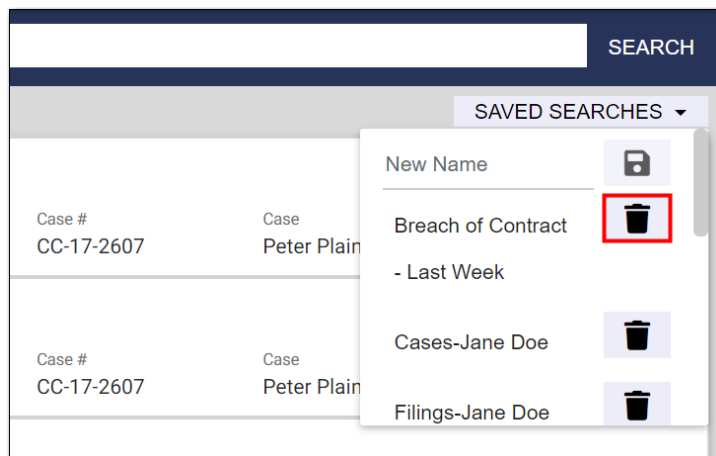 SEARCH
SAVED SEARCHES
New Name
Case #
Case
CC-17-2607
Peter Plain
Breach of Contract
- Last Week
Cases-Jane Doe
Case #
Case
CC-17-2607
Peter Plain
Filings-Jane Doe